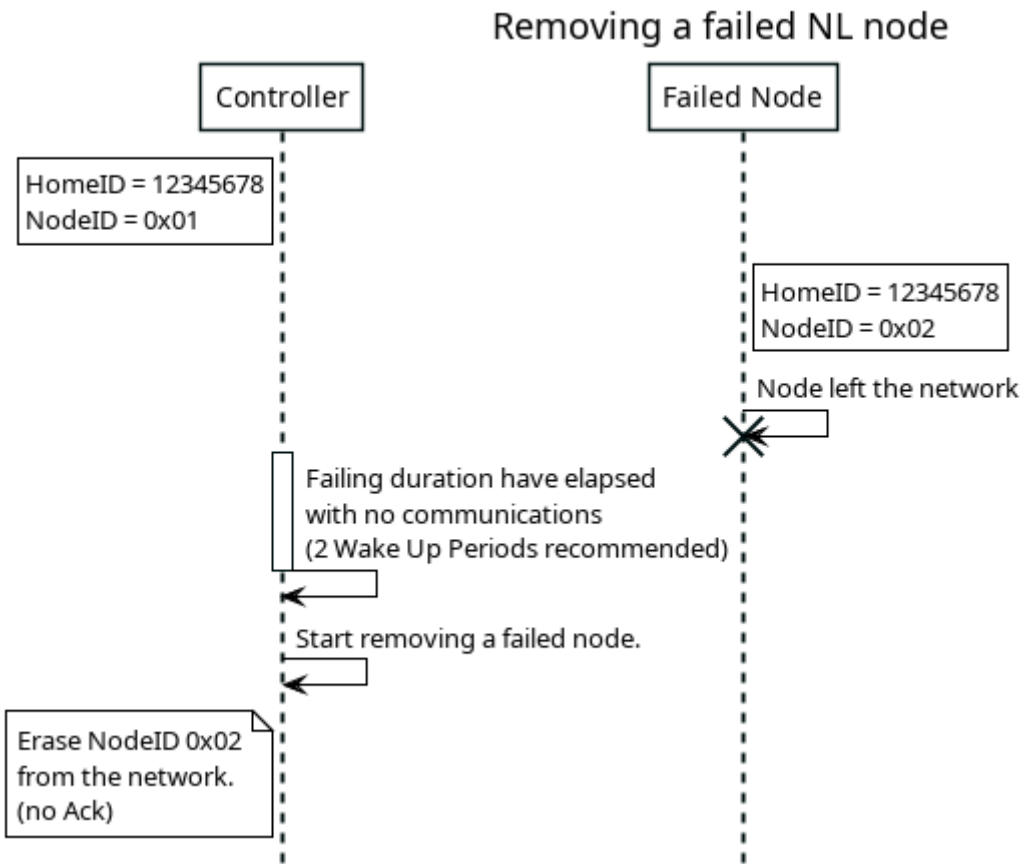 Removing a failed NL node
Controller
Failed Node
HomeID = 12345678
NodeID = 0x01
HomeID = 12345678
NodeID = 0x02
Node left the network
Failing duration have elapsed
with no communications
(2 Wake Up Periods recommended)
Start removing a failed node.
Erase NodeID 0x02
from the network.
(no Ack)